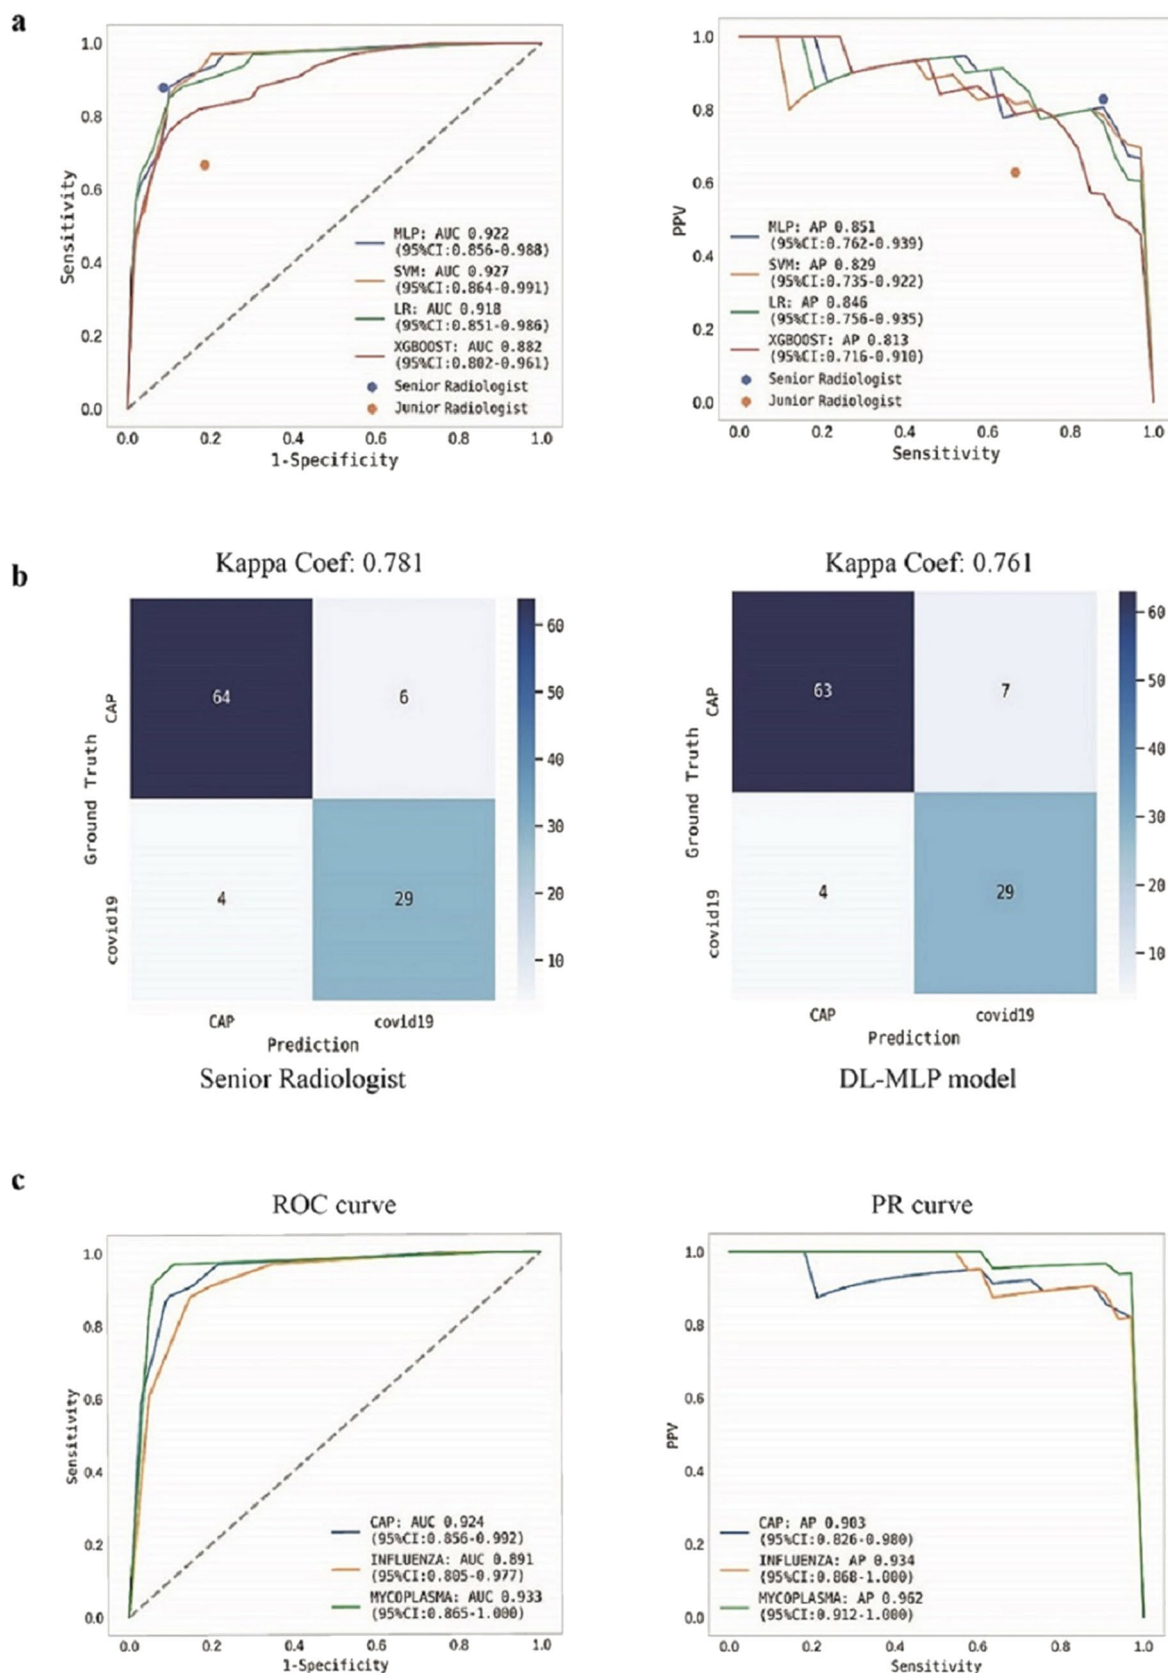 a
1.0
0.8
0.6
0.4
0.2
0.0
Sensitivity
MLP: AUC 0.922
(95%CI:0.856-0.988)
SVM: AUC 0.927
(95%CI:0.864-0.991)
LR: AUC 0.918
(95%CI:0.851-0.986)
XGBOOST: AUC 0.882
(95%CI:0.802-0.961)
Senior Radiologist
Junior Radiologist
0.0 0.2 0.4 0.6 0.8 1.0
1-Specificity
1.0
0.8
0.6
0.4
0.2
0.0
PPV
MLP: AP 0.851
(95%CI:0.762-0.939)
SVM: AP 0.829
(95%CI:0.735-0.922)
LR: AP 0.846
(95%CI:0.756-0.935)
XGBOOST: AP 0.813
(95%CI:0.716-0.910)
Senior Radiologist
Junior Radiologist
0.0 0.2 0.4 0.6 0.8 1.0
Sensitivity
b
Kappa Coef: 0.781
Ground Truth
CAP
covid19
64 6
4 29
60
50
40
30
20
10
CAP covid19
Prediction
Senior Radiologist
Kappa Coef: 0.761
Ground Truth
CAP
covid19
63 7
4 29
60
50
40
30
20
10
CAP covid19
Prediction
DL-MLP model
c
ROC curve
1.0
0.8
0.6
0.4
0.2
0.0
Sensitivity
CAP: AUC 0.924
(95%CI:0.856-0.992)
INFLUENZA: AUC 0.891
(95%CI:0.805-0.977)
MYCOPLASMA: AUC 0.933
(95%CI:0.865-1.000)
0.0 0.2 0.4 0.6 0.8 1.0
1-Specificity
PR curve
1.0
0.8
0.6
0.4
0.2
0.0
PPV
CAP: AP 0.903
(95%CI:0.826-0.980)
INFLUENZA: AP 0.934
(95%CI:0.868-1.000)
MYCOPLASMA: AP 0.962
(95%CI:0.912-1.000)
0.0 0.2 0.4 0.6 0.8 1.0
Sensitivity